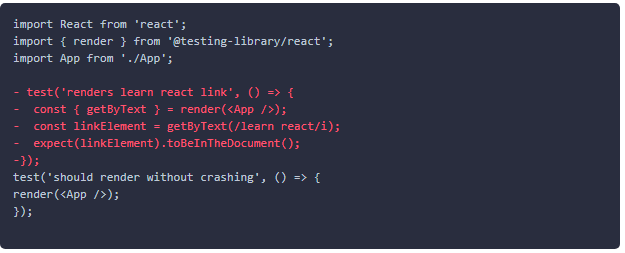 import React from 'react';
import { render } from '@testing-library/react';
import App from './App';
- test('renders learn react link', () => {
-  const { getByText } = render(<App />);
-  const linkElement = getByText(/learn react/i);
-  expect(linkElement).toBeInTheDocument();
-});
test('should render without crashing', () => {
render(<App />);
});